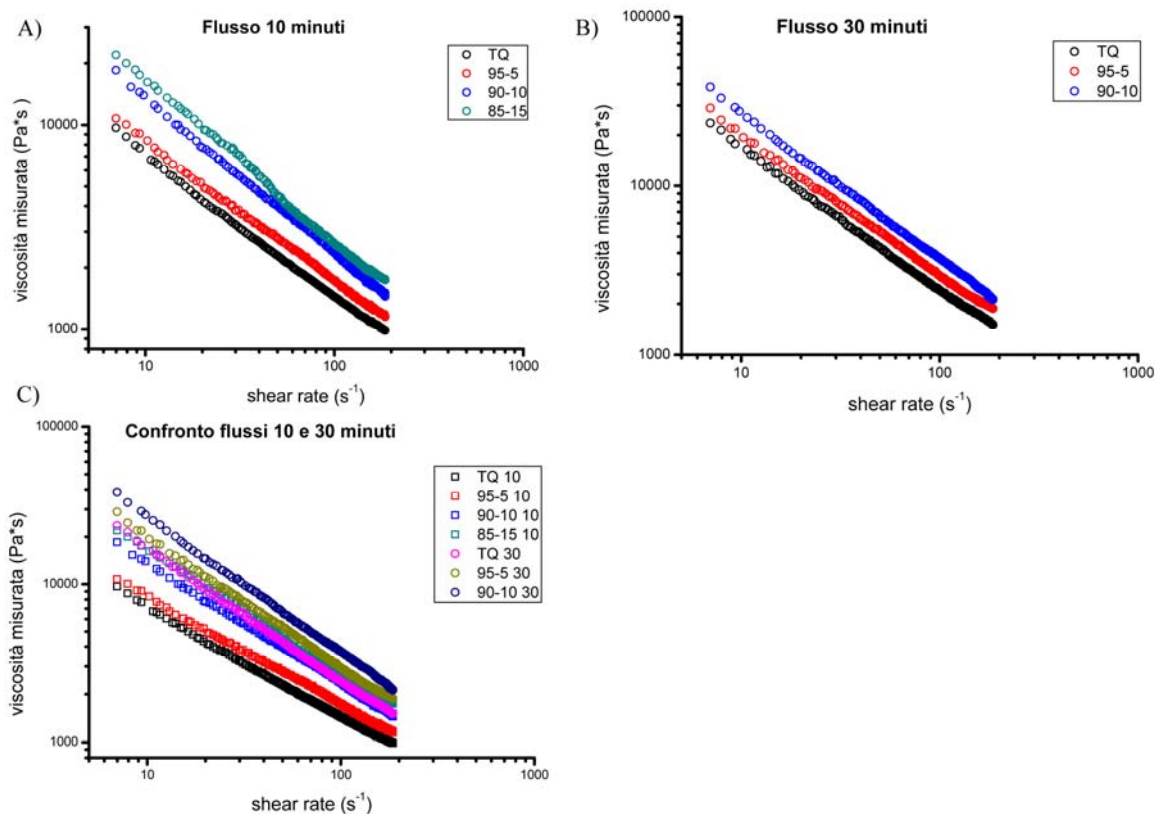 A)
Flusso 10 minuti
TQ
95-5
90-10
85-15
10000
1000
viscosità misurata (Pa*s)
10
100
1000
shear rate (s⁻¹)
B)
Flusso 30 minuti
TQ
95-5
90-10
100000
10000
1000
viscosità misurata (Pa*s)
10
100
1000
shear rate (s⁻¹)
C)
Confronto flussi 10 e 30 minuti
TQ 10
95-5 10
90-10 10
85-15 10
TQ 30
95-5 30
90-10 30
100000
10000
1000
viscosità misurata (Pa*s)
10
100
1000
shear rate (s⁻¹)